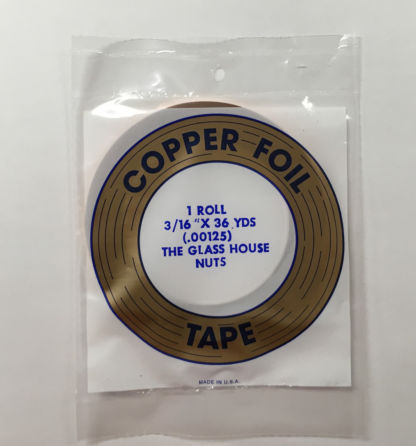 COPPER FOIL
1 ROLL
3/16 "X 36 YDS
(.00125)
THE GLASS HOUSE
NUTS
TAPE
MADE IN U.S.A.